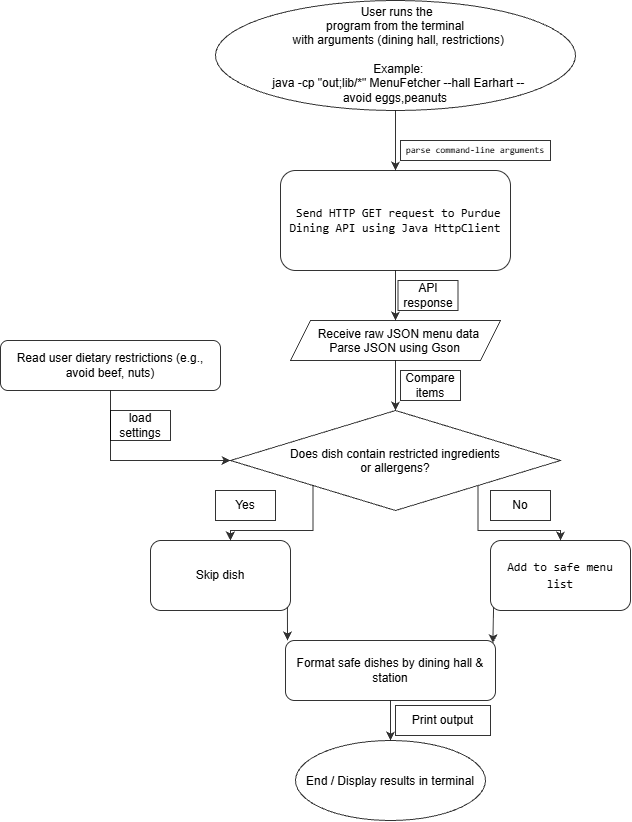 User runs the
program from the terminal
with arguments (dining hall, restrictions)
Example:
java -cp "out;lib/*" MenuFetcher --hall Earhart --
avoid eggs,peanuts
parse command-line arguments
Send HTTP GET request to Purdue
Dining API using Java HttpClient
API
response
Receive raw JSON menu data
Parse JSON using Gson
Read user dietary restrictions (e.g.,
avoid beef, nuts)
Compare
items
load
settings
Does dish contain restricted ingredients
or allergens?
Yes
No
Skip dish
Add to safe menu
list
Format safe dishes by dining hall &
station
Print output
End / Display results in terminal